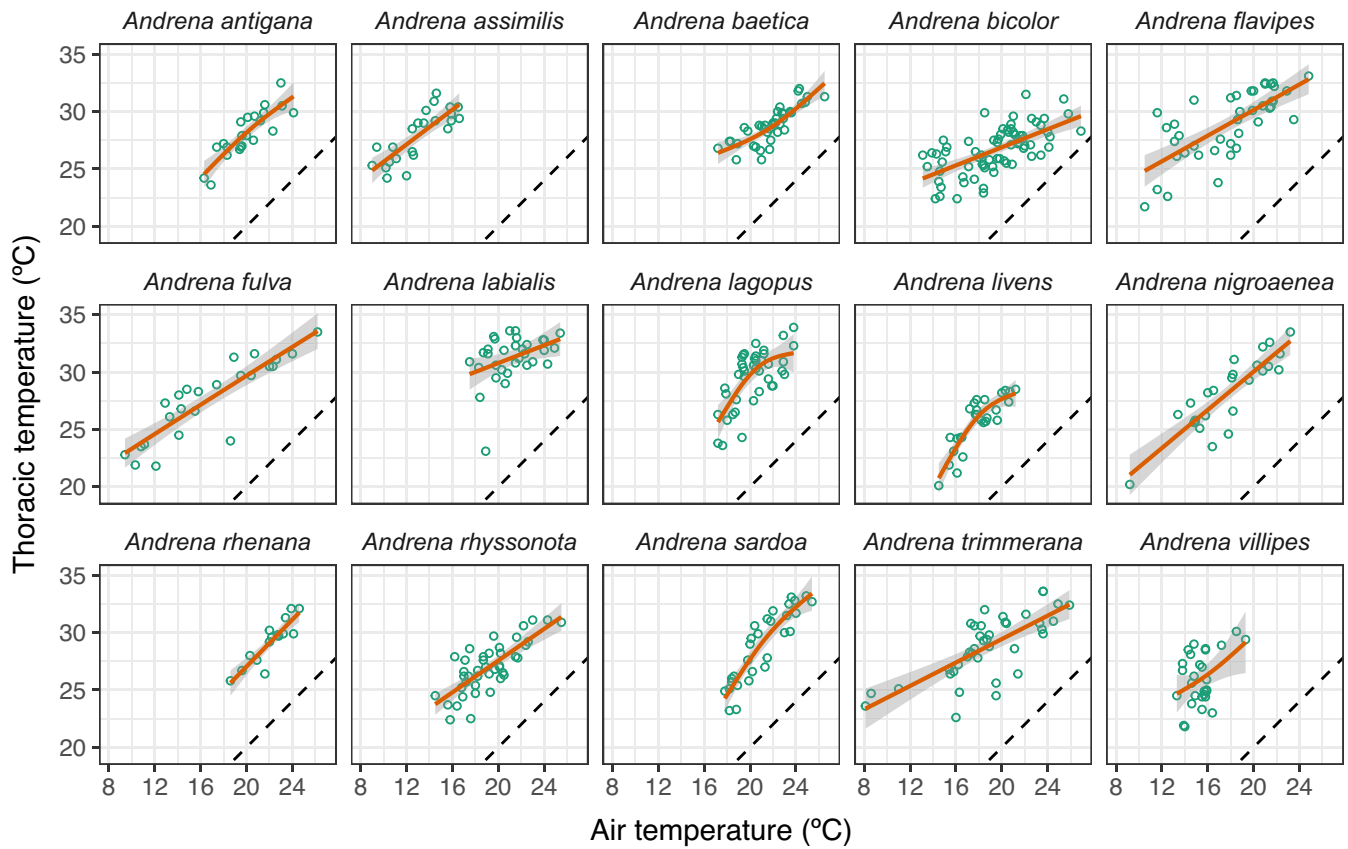 Andrena antigana Andrena assimilis Andrena baetica Andrena bicolor Andrena flavipes
35
30
25
20
Andrena fulva Andrena labialis Andrena lagopus Andrena livens Andrena nigroaenea
35
30
25
20
Thoracic temperature (ºC)
Andrena rhenana Andrena rhyssonota Andrena sardoa Andrena trimmerana Andrena villipes
35
30
25
20
8 12 16 20 24 8 12 16 20 24 8 12 16 20 24 8 12 16 20 24 8 12 16 20 24
Air temperature (ºC)